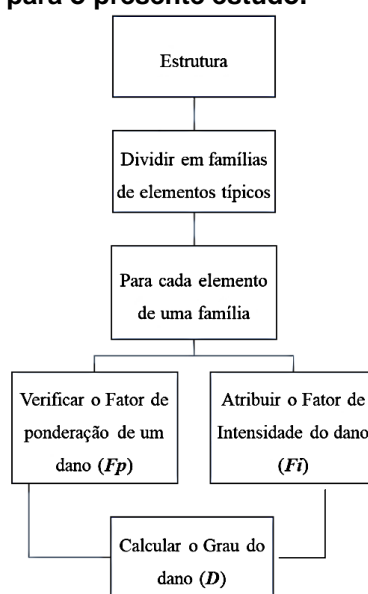 para o presente estudo.
Estrutura
Dividir em famílias
de elementos típicos
Para cada elemento
de uma família
Verificar o Fator de
ponderação de um
dano (Fp)
Atribuir o Fator de
Intensidade do dano
(Fi)
Calcular o Grau do
dano (D)